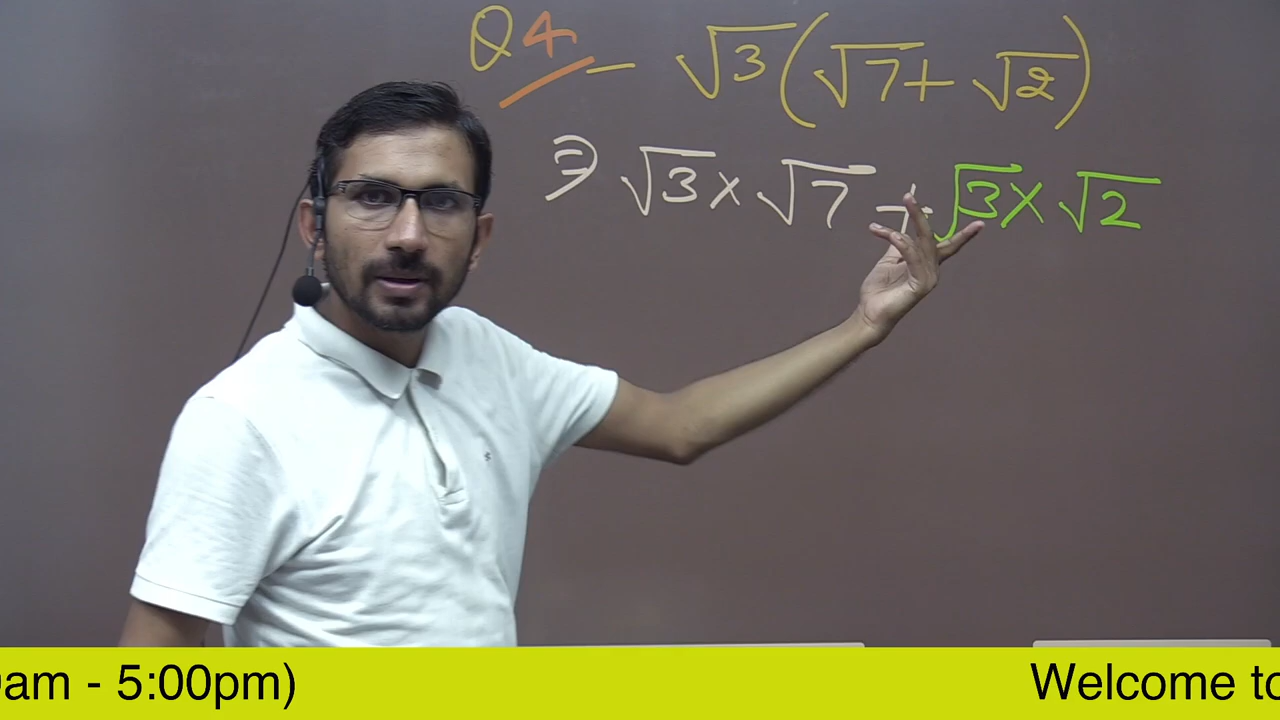 Q4 - √3(√7+ √2)
⇒ √3 x √7 + √3 x √2
am - 5:00pm) Welcome to